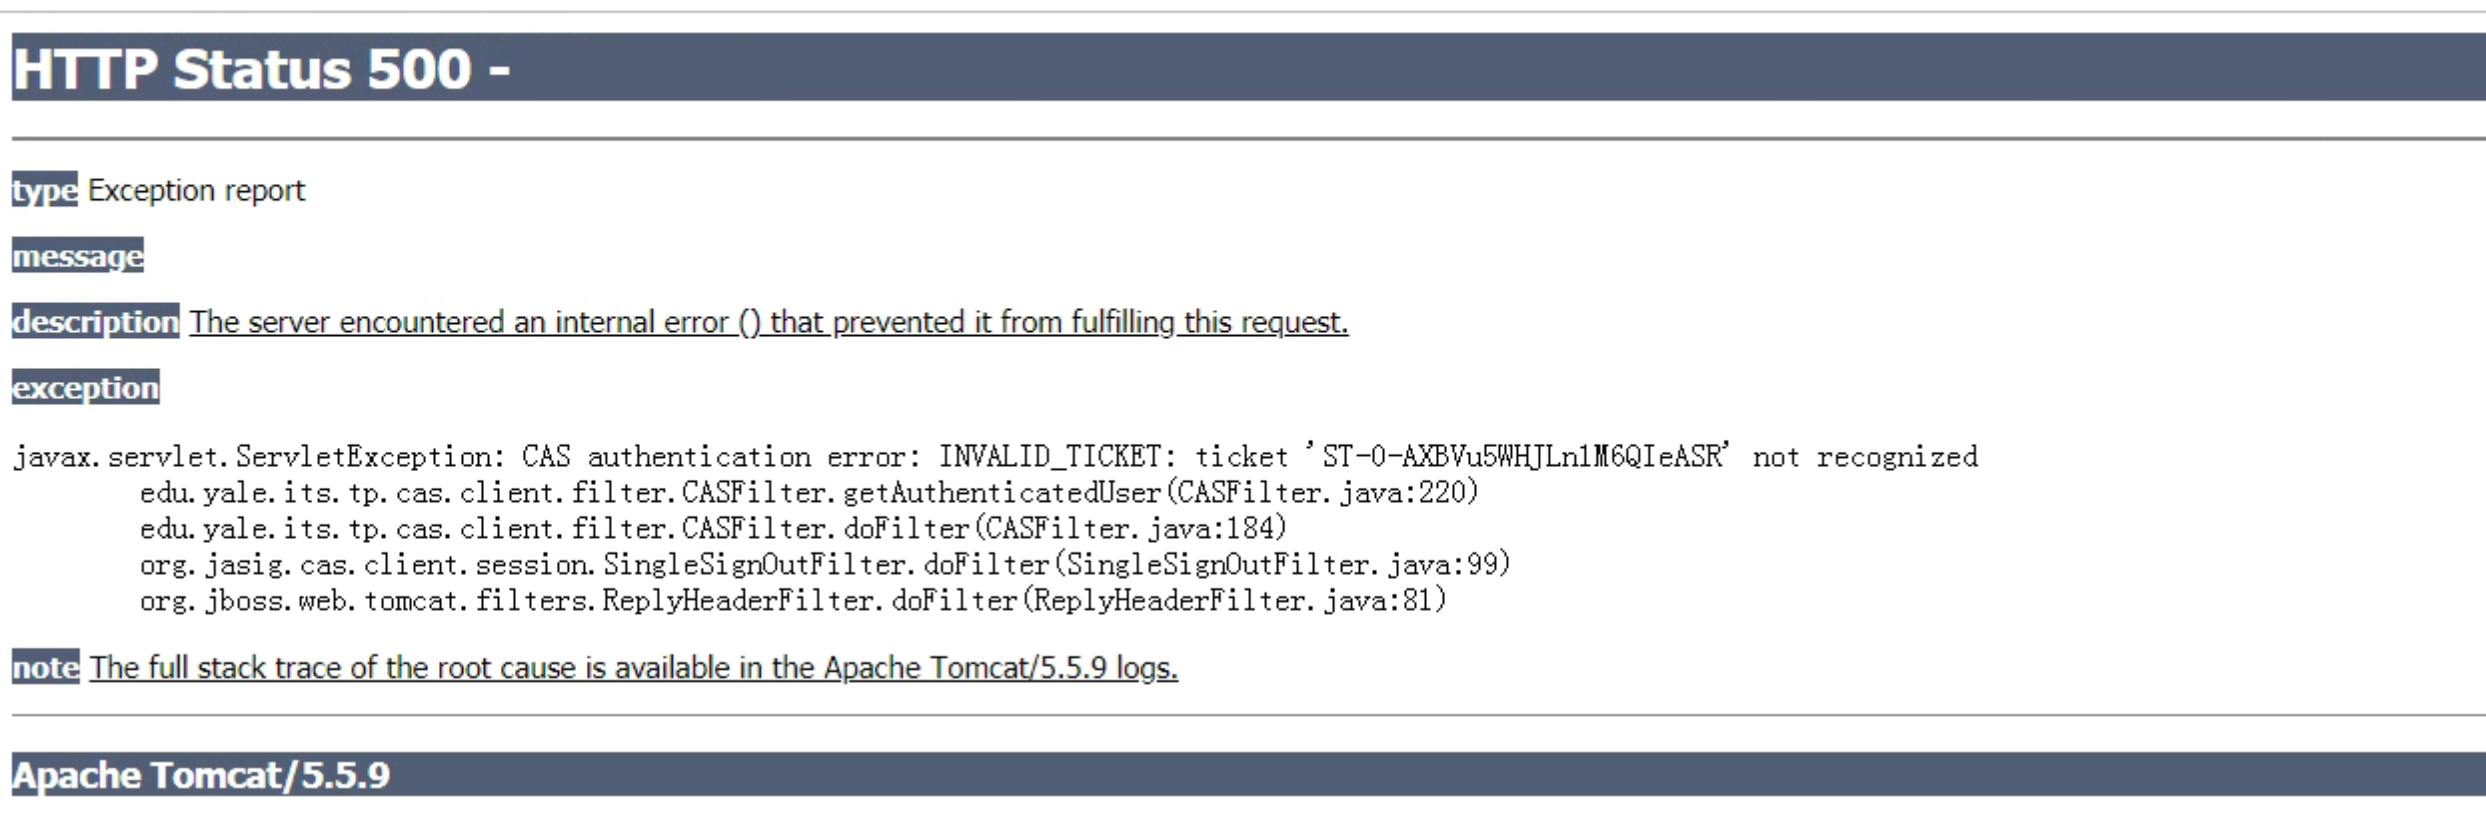 HTTP Status 500 -
type Exception report
message
description The server encountered an internal error () that prevented it from fulfilling this request.
exception
javax.servlet.ServletException: CAS authentication error: INVALID_TICKET: ticket 'ST-0-AXBVu5WHJLn1M6QIeASR' not recognized
edu.yale.its.tp.cas.client.filter.CASFilter.getAuthenticatedUser(CASFilter.java:220)
edu.yale.its.tp.cas.client.filter.CASFilter.doFilter(CASFilter.java:184)
org.jasig.cas.client.session.SingleSignOutFilter.doFilter(SingleSignOutFilter.java:99)
org.jboss.web.tomcat.filters.ReplyHeaderFilter.doFilter(ReplyHeaderFilter.java:81)
note The full stack trace of the root cause is available in the Apache Tomcat/5.5.9 logs.
Apache Tomcat/5.5.9